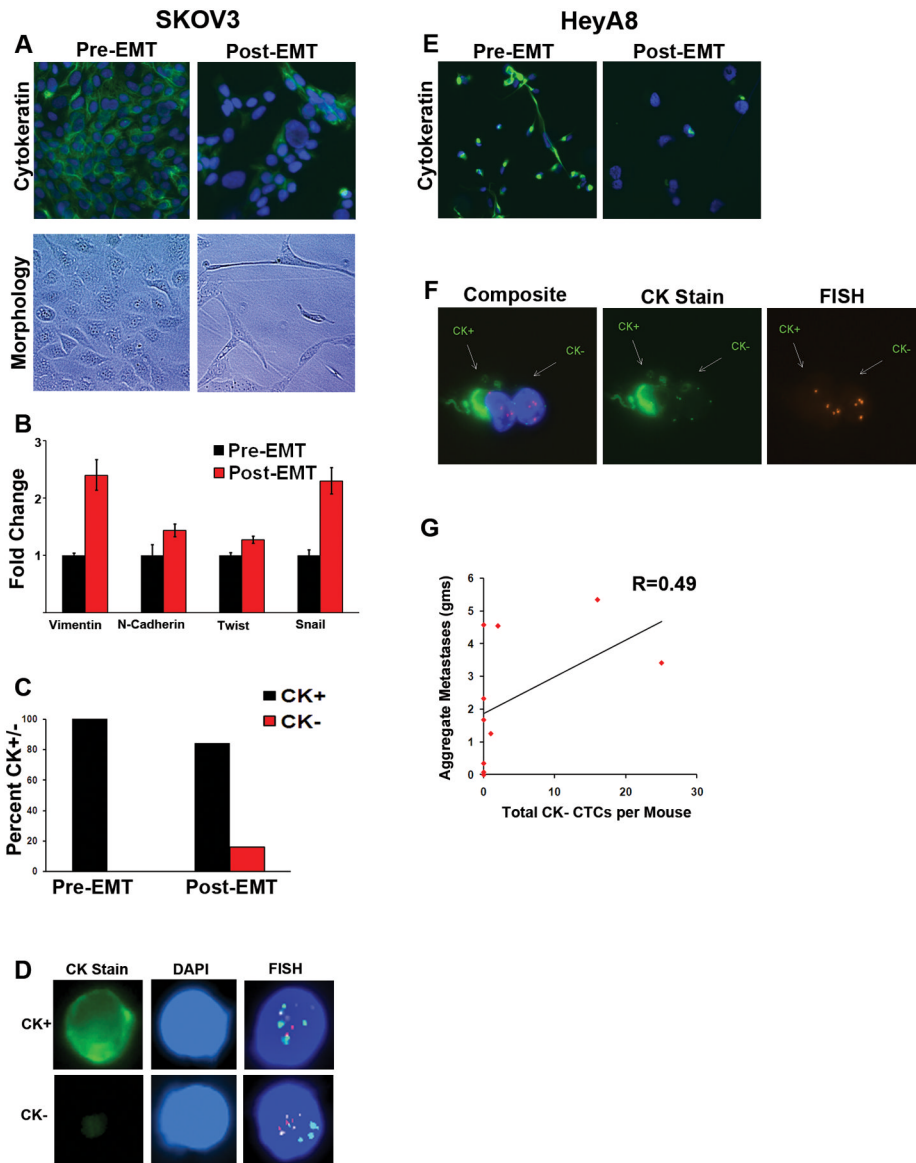 SKOV3
A
Pre-EMT
Post-EMT
Cytokeratin
Morphology
B
Fold Change
3
2
1
Pre-EMT
Post-EMT
Vimentin
N-Cadherin
Twist
Snail
C
Percent CK+/-
100
80
60
40
20
0
CK+
CK-
Pre-EMT
Post-EMT
D
CK Stain
DAPI
FISH
CK+
CK-
HeyA8
E
Pre-EMT
Post-EMT
Cytokeratin
F
Composite
CK Stain
FISH
CK+
CK-
CK+
CK-
CK+
CK-
G
R=0.49
Aggregate Metastases (gms)
6
5
4
3
2
1
0
0
10
20
30
Total CK- CTCs per Mouse